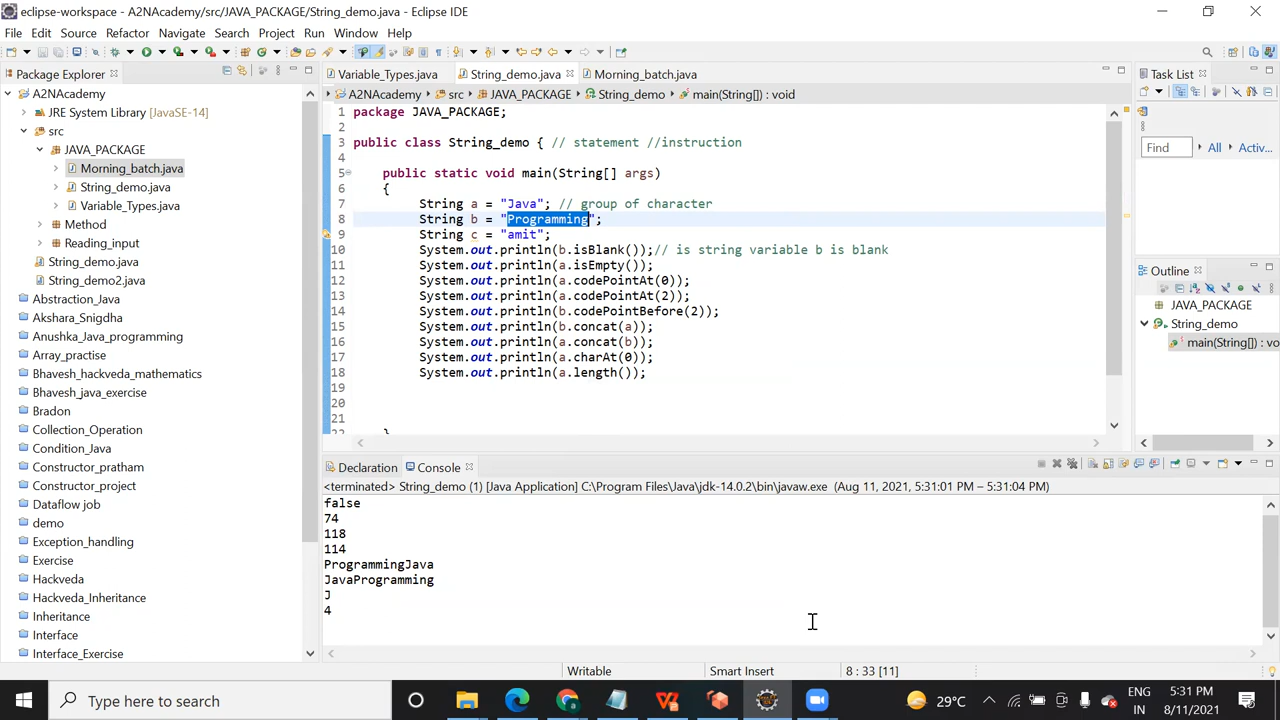 eclipse-workspace - A2NAcademy/src/JAVA_PACKAGE/String_demo.java - Eclipse IDE
File Edit Source Refactor Navigate Search Project Run Window Help
Package Explorer
A2NAcademy
JRE System Library [JavaSE-14]
src
JAVA_PACKAGE
Morning_batch.java
String_demo.java
Variable_Types.java
Method
Reading_input
String_demo.java
String_demo2.java
Abstraction_Java
Akshara_Snigdha
Anushka_Java_programming
Array_practise
Bhavesh_hackveda_mathematics
Bhavesh_java_exercise
Bradon
Collection_Operation
Condition_Java
Constructor_pratham
Constructor_project
Dataflow job
demo
Exception_handling
Exercise
Hackveda
Hackveda_Inheritance
Inheritance
Interface
Interface_Exercise
Variable_Types.java String_demo.java Morning_batch.java
A2NAcademy src JAVA_PACKAGE String_demo main(String[]) : void
1 package JAVA_PACKAGE;
2
3 public class String_demo { // statement //instruction
4
5 public static void main(String[] args)
6 {
7 String a = "Java"; // group of character
8 String b = "Programming";
9 String c = "amit";
10 System.out.println(b.isBlank());// is string variable b is blank
11 System.out.println(a.isEmpty());
12 System.out.println(a.codePointAt(0));
13 System.out.println(a.codePointAt(2));
14 System.out.println(b.codePointBefore(2));
15 System.out.println(b.concat(a));
16 System.out.println(a.concat(b));
17 System.out.println(a.charAt(0));
18 System.out.println(a.length());
19
20
21
22 }
Task List
Find All Activ...
Outline
JAVA_PACKAGE
String_demo
main(String[]) : vo
Declaration Console
<terminated> String_demo (1) [Java Application] C:\Program Files\Java\jdk-14.0.2\bin\javaw.exe (Aug 11, 2021, 5:31:01 PM – 5:31:04 PM)
false
74
118
114
ProgrammingJava
JavaProgramming
J
4
Writable Smart Insert 8 : 33 [11]
Type here to search
29°C
ENG
IN
5:31 PM
8/11/2021